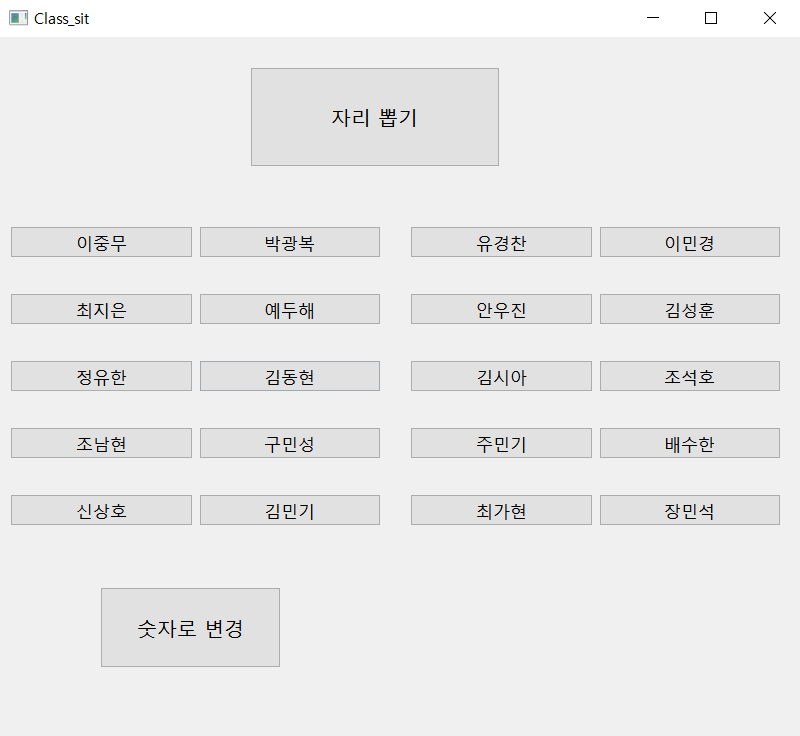 Class_sit
자리 뽑기
이중무 박광복 유경찬 이민경
최지은 예두해 안우진 김성훈
정유한 김동현 김시아 조석호
조남현 구민성 주민기 배수한
신상호 김민기 최가현 장민석
숫자로 변경